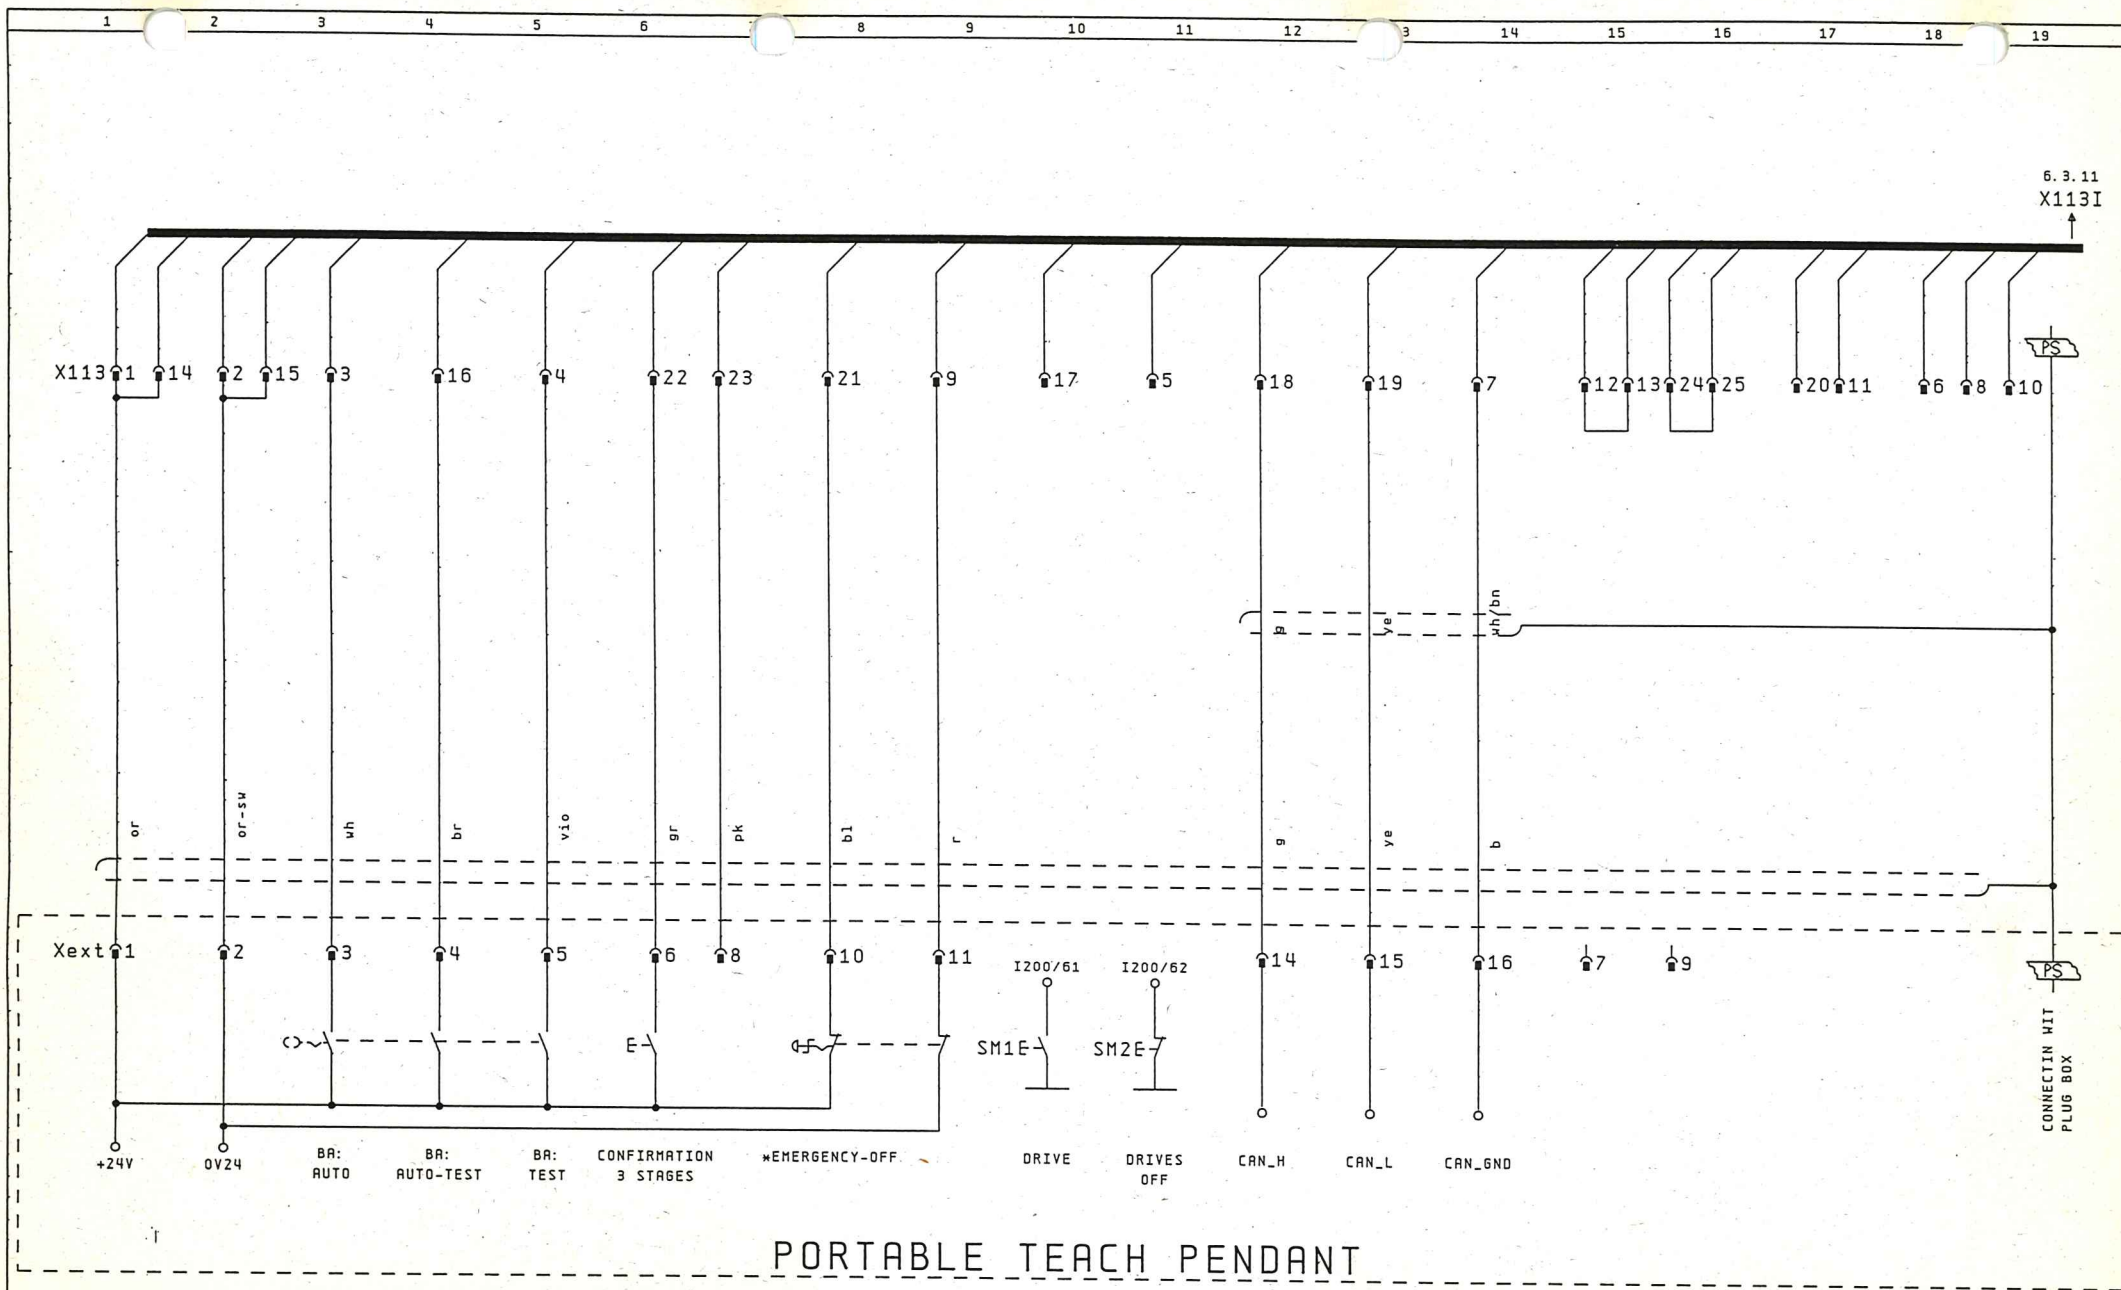 1 2 3 4 5 6 8 9 10 11 12 3 14 15 16 17 18 19
6.3.11
X113I
PS
X113 1 14 2 15 3 16 4 22 23 21 9 17 5 18 19 7 12 13 24 25 20 11 6 8 10
g ye wh/bn
or or-sw wh br vio gr pk bl r g ye b
Xext 1 2 3 4 5 6 8 10 11 14 15 16 7 9
I200/61 I200/62
PS
SM1 SM2
CONNECTIN WIT
PLUG BOX
+24V
0V24
BA:
AUTO
BA:
AUTO-TEST
BA:
TEST
CONFIRMATION
3 STAGES
*EMERGENCY-OFF
DRIVE
DRIVES
OFF
CAN_H
CAN_L
CAN_GND
PORTABLE TEACH PENDANT